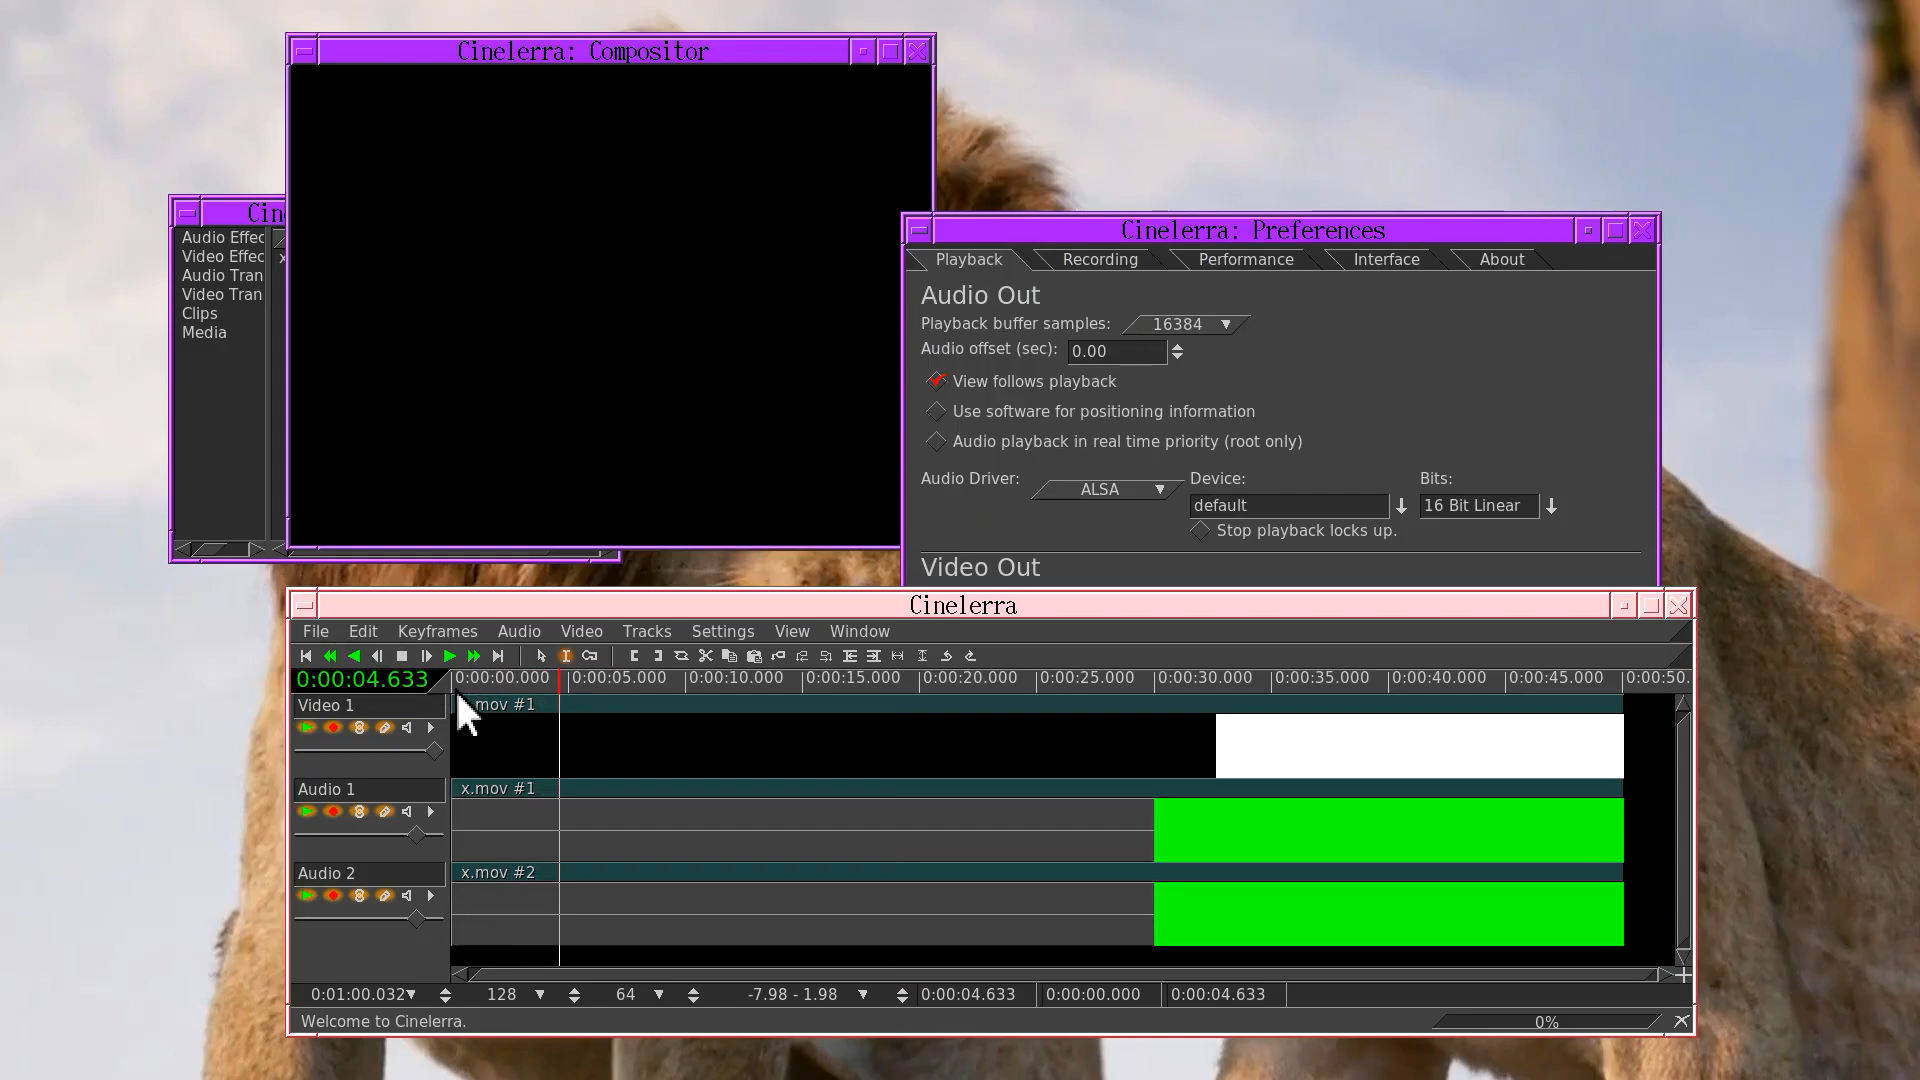 Cinelerra: Compositor
Cin
Audio Effec
Video Effec
Audio Tran
Video Tran
Clips
Media
x
Cinelerra: Preferences
Playback Recording Performance Interface About
Audio Out
Playback buffer samples: 16384
Audio offset (sec): 0.00
View follows playback
Use software for positioning information
Audio playback in real time priority (root only)
Audio Driver: ALSA Device: Bits:
default 16 Bit Linear
Stop playback locks up.
Video Out
Cinelerra
File Edit Keyframes Audio Video Tracks Settings View Window
0:00:04.633 0:00:00.000 0:00:05.000 0:00:10.000 0:00:15.000 0:00:20.000 0:00:25.000 0:00:30.000 0:00:35.000 0:00:40.000 0:00:45.000 0:00:50.
Video 1 mov #1
Audio 1 x.mov #1
Audio 2 x.mov #2
0:01:00.032 128 64 -7.98 - 1.98 0:00:04.633 0:00:00.000 0:00:04.633
Welcome to Cinelerra. 0%